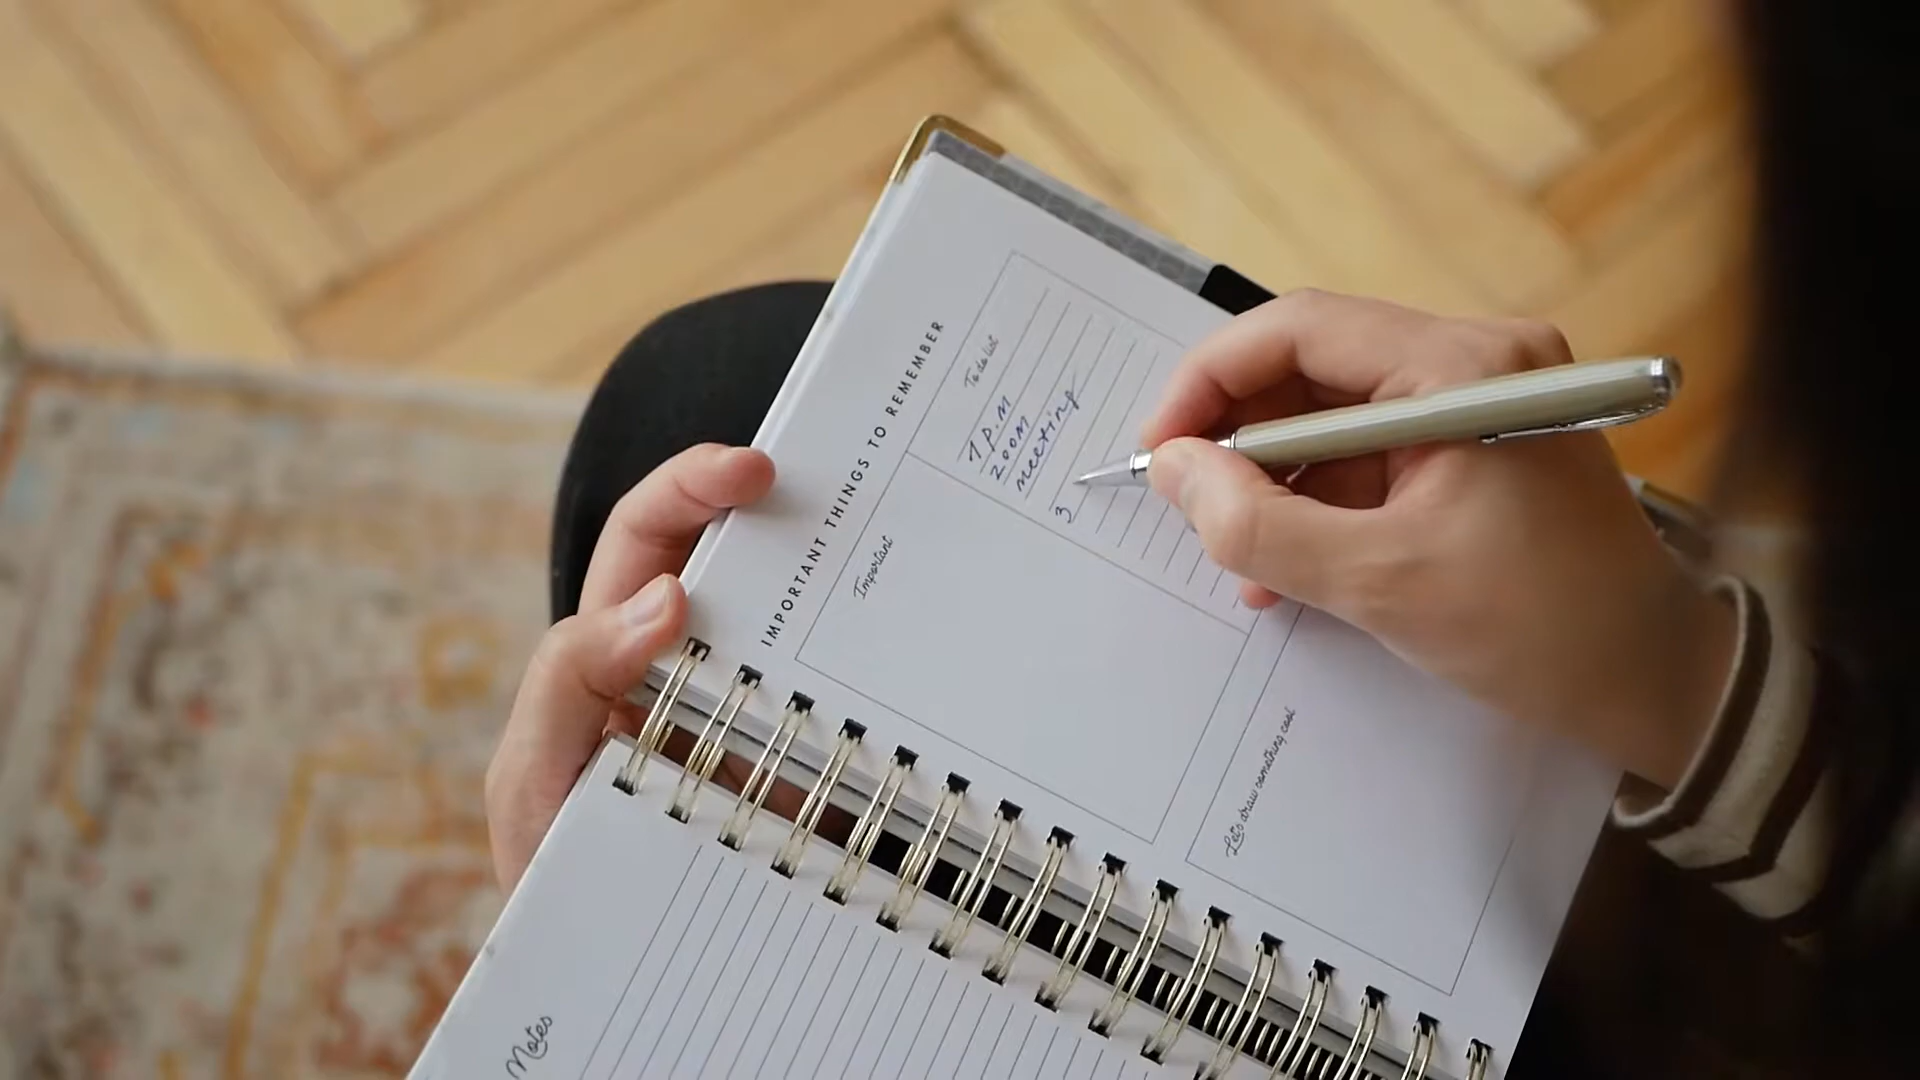 IMPORTANT THINGS TO REMEMBER
To do list
1 P.M
ZOOM
meeting
3
Important
Let's draw something cool
Notes